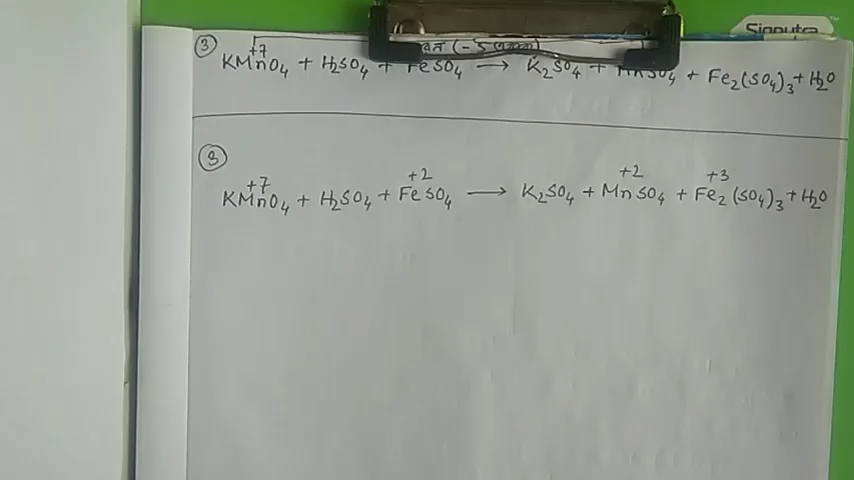 Sinnutra™
+7
③ KMnO₄ + H₂SO₄ + FeSO₄ → K₂SO₄ + MnSO₄ + Fe₂(SO₄)₃ + H₂O
③
+7 +2 +2 +3
KMnO₄ + H₂SO₄ + FeSO₄ → K₂SO₄ + MnSO₄ + Fe₂(SO₄)₃ + H₂O